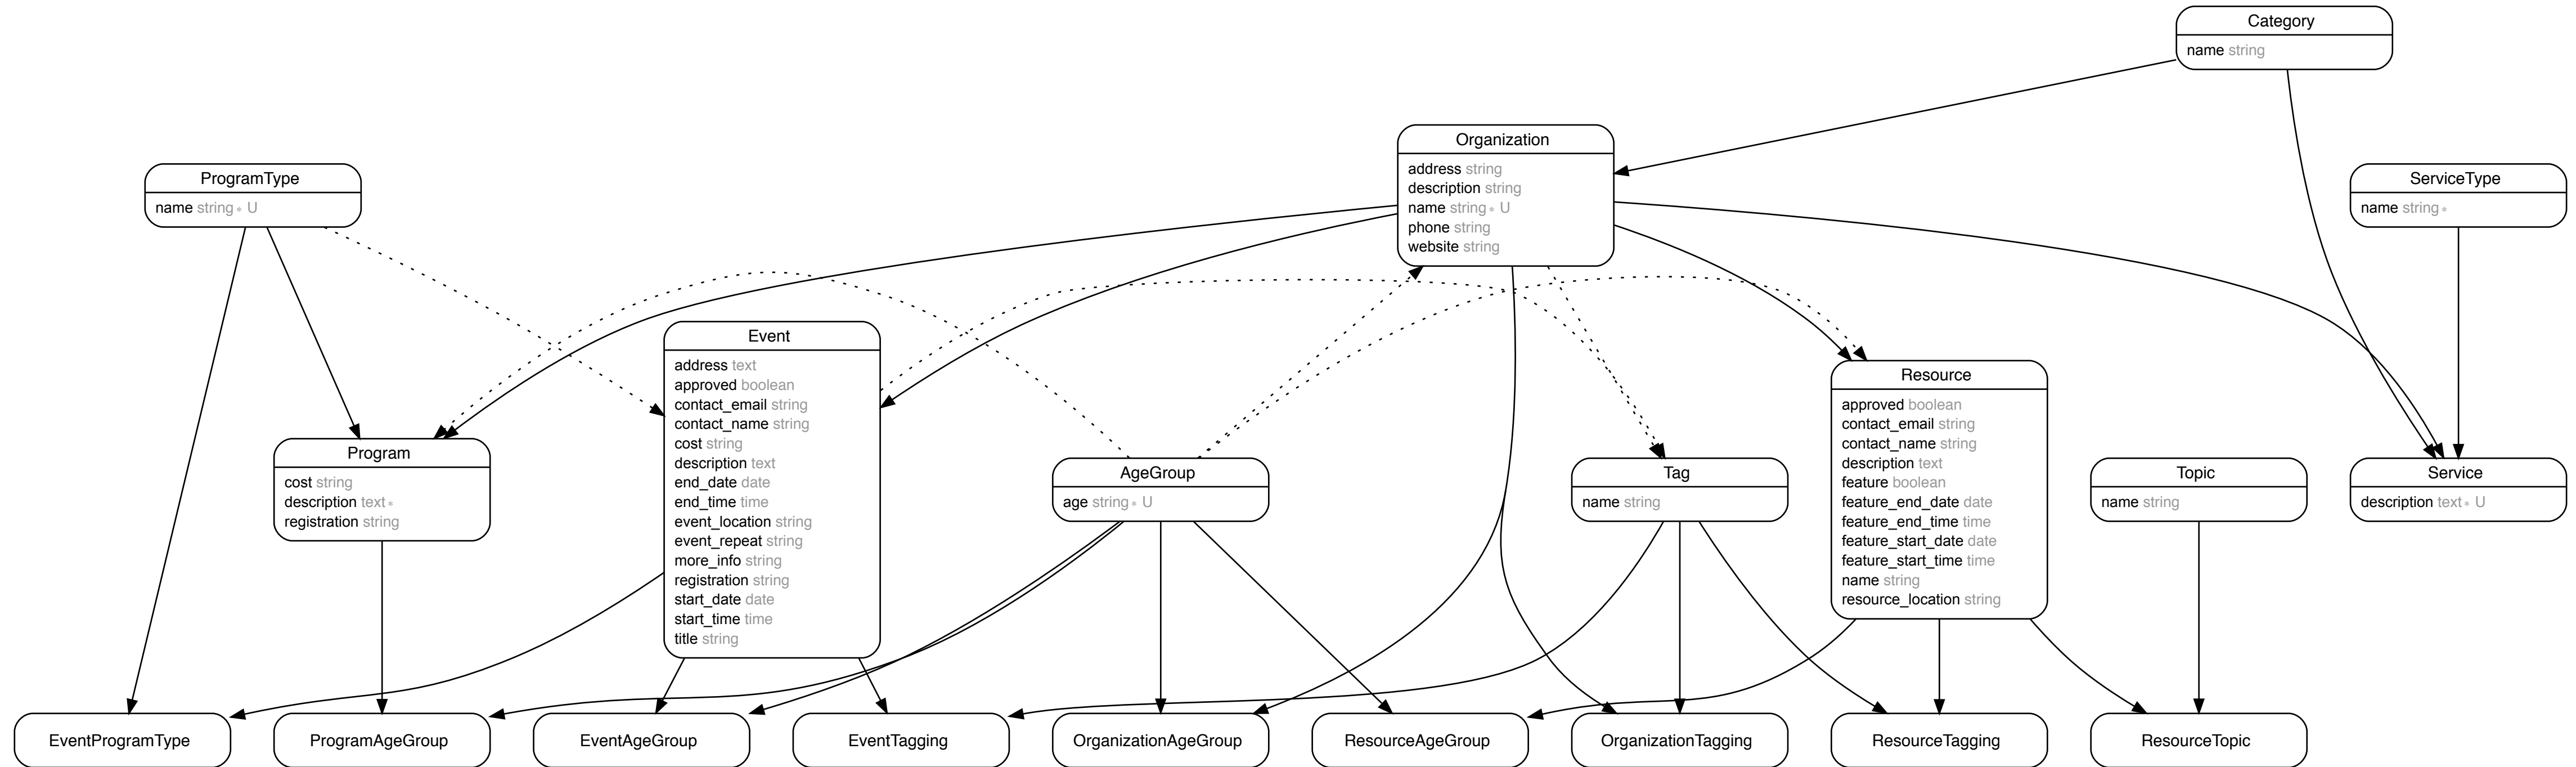 Category
name string
Organization
address string
description string
name string * U
phone string
website string
ProgramType
name string * U
ServiceType
name string *
Event
address text
approved boolean
contact_email string
contact_name string
cost string
description text
end_date date
end_time time
event_location string
event_repeat string
more_info string
registration string
start_date date
start_time time
title string
Resource
approved boolean
contact_email string
contact_name string
description text
feature boolean
feature_end_date date
feature_end_time time
feature_start_date date
feature_start_time time
name string
resource_location string
Program
cost string
description text *
registration string
AgeGroup
age string * U
Tag
name string
Topic
name string
Service
description text * U
EventProgramType
ProgramAgeGroup
EventAgeGroup
EventTagging
OrganizationAgeGroup
ResourceAgeGroup
OrganizationTagging
ResourceTagging
ResourceTopic